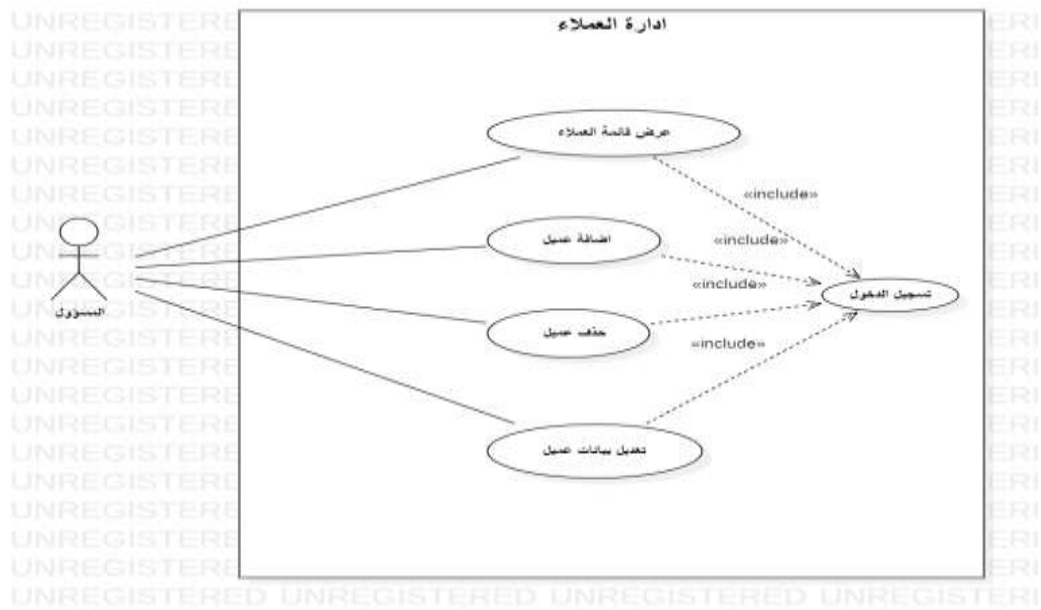 ادارة العملاء
عرض قائمة العملاء
«include»
اضافة عميل
«include»
«include»
تسجيل الدخول
المسؤول
حذف عميل
«include»
تعديل بيانات عميل
UNREGISTERED UNREGISTERED UNREGISTERED UNREGISTERED